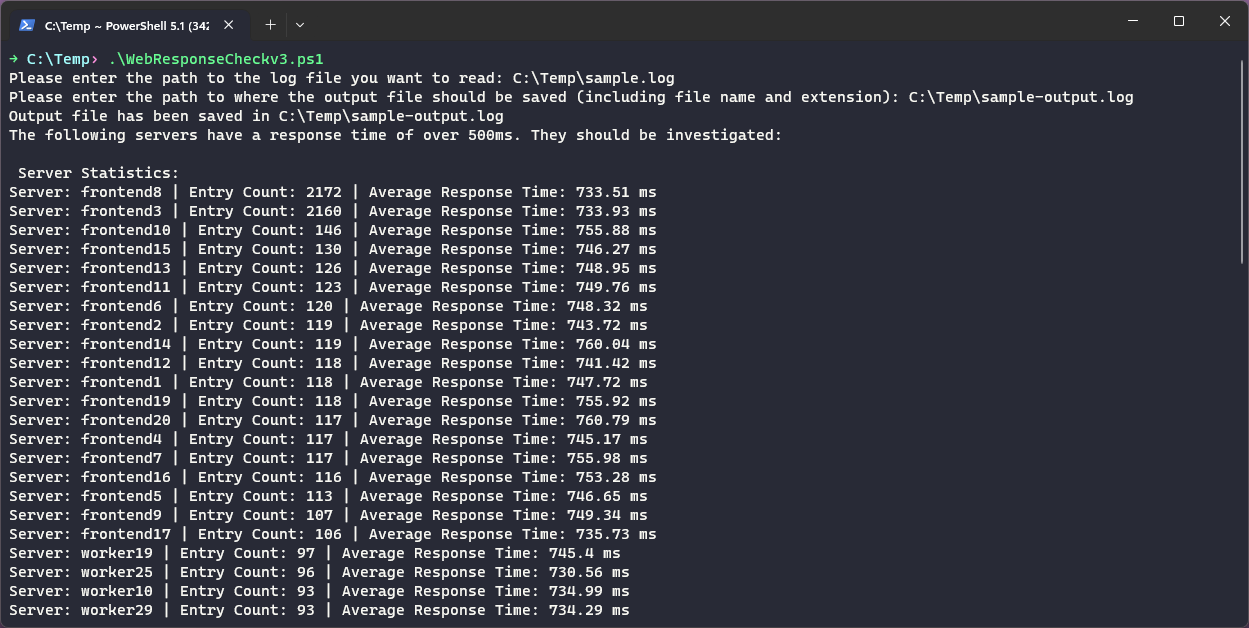 C:\Temp ~ PowerShell 5.1 (342
→ C:\Temp› .\WebResponseCheckv3.ps1
Please enter the path to the log file you want to read: C:\Temp\sample.log
Please enter the path to where the output file should be saved (including file name and extension): C:\Temp\sample-output.log
Output file has been saved in C:\Temp\sample-output.log
The following servers have a response time of over 500ms. They should be investigated:
Server Statistics:
Server: frontend8 | Entry Count: 2172 | Average Response Time: 733.51 ms
Server: frontend3 | Entry Count: 2160 | Average Response Time: 733.93 ms
Server: frontend10 | Entry Count: 146 | Average Response Time: 755.88 ms
Server: frontend15 | Entry Count: 130 | Average Response Time: 746.27 ms
Server: frontend13 | Entry Count: 126 | Average Response Time: 748.95 ms
Server: frontend11 | Entry Count: 123 | Average Response Time: 749.76 ms
Server: frontend6 | Entry Count: 120 | Average Response Time: 748.32 ms
Server: frontend2 | Entry Count: 119 | Average Response Time: 743.72 ms
Server: frontend14 | Entry Count: 119 | Average Response Time: 760.04 ms
Server: frontend12 | Entry Count: 118 | Average Response Time: 741.42 ms
Server: frontend1 | Entry Count: 118 | Average Response Time: 747.72 ms
Server: frontend19 | Entry Count: 118 | Average Response Time: 755.92 ms
Server: frontend20 | Entry Count: 117 | Average Response Time: 760.79 ms
Server: frontend4 | Entry Count: 117 | Average Response Time: 745.17 ms
Server: frontend7 | Entry Count: 117 | Average Response Time: 755.98 ms
Server: frontend16 | Entry Count: 116 | Average Response Time: 753.28 ms
Server: frontend5 | Entry Count: 113 | Average Response Time: 746.65 ms
Server: frontend9 | Entry Count: 107 | Average Response Time: 749.34 ms
Server: frontend17 | Entry Count: 106 | Average Response Time: 735.73 ms
Server: worker19 | Entry Count: 97 | Average Response Time: 745.4 ms
Server: worker25 | Entry Count: 96 | Average Response Time: 730.56 ms
Server: worker10 | Entry Count: 93 | Average Response Time: 734.99 ms
Server: worker29 | Entry Count: 93 | Average Response Time: 734.29 ms